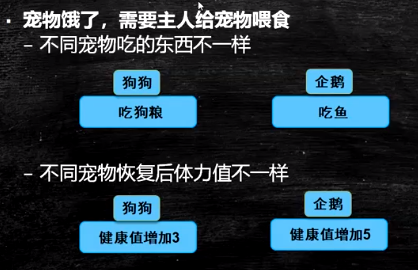 ▪ 宠物饿了，需要主人给宠物喂食
– 不同宠物吃的东西不一样
狗狗 企鹅
吃狗粮 吃鱼
– 不同宠物恢复后体力值不一样
狗狗 企鹅
健康值增加3 健康值增加5